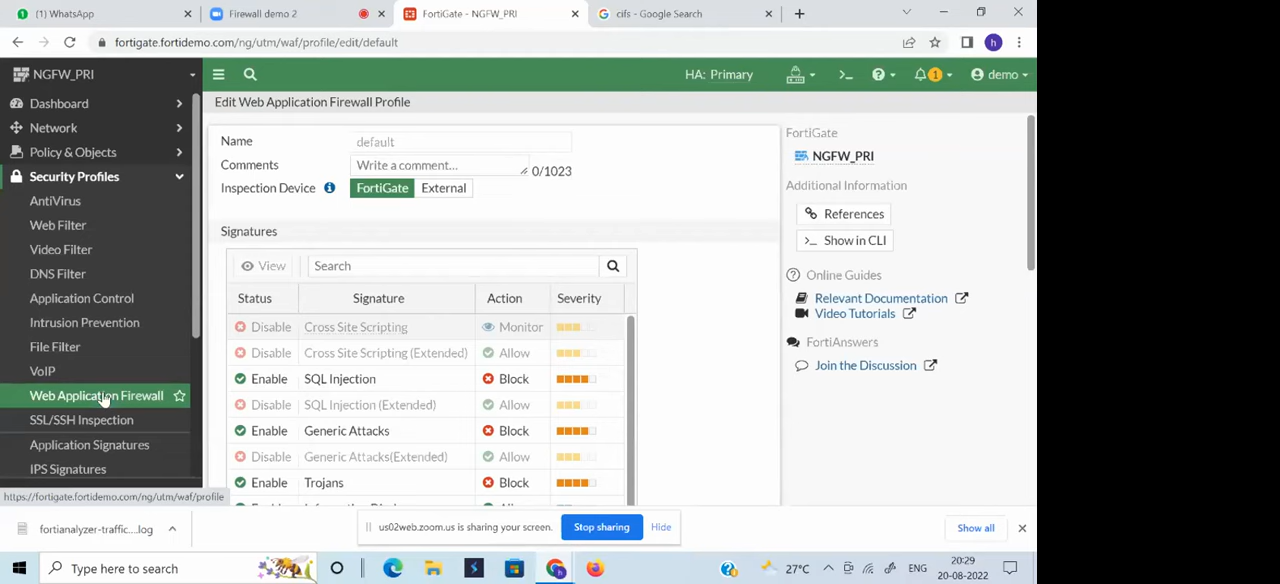 WhatsApp
Firewall demo 2
FortiGate - NGFW_PRI
cifs - Google Search
fortigate.fortidemo.com/ng/utm/waf/profile/edit/default
h
NGFW_PRI
HA: Primary
1
demo
Dashboard
Network
Policy & Objects
Security Profiles
AntiVirus
Web Filter
Video Filter
DNS Filter
Application Control
Intrusion Prevention
File Filter
VoIP
Web Application Firewall
SSL/SSH Inspection
Application Signatures
IPS Signatures
https://fortigate.fortidemo.com/ng/utm/waf/profile
Edit Web Application Firewall Profile
Name default
Comments Write a comment... 0/1023
Inspection Device FortiGate External
Signatures
View Search
Status Signature Action Severity
Disable Cross Site Scripting Monitor
Disable Cross Site Scripting (Extended) Allow
Enable SQL Injection Block
Disable SQL Injection (Extended) Allow
Enable Generic Attacks Block
Disable Generic Attacks(Extended) Allow
Enable Trojans Block
FortiGate
NGFW_PRI
Additional Information
References
>_ Show in CLI
Online Guides
Relevant Documentation
Video Tutorials
FortiAnswers
Join the Discussion
fortianalyzer-traffic....log
us02web.zoom.us is sharing your screen. Stop sharing Hide
Show all
Type here to search
27°C
ENG
20:29
20-08-2022